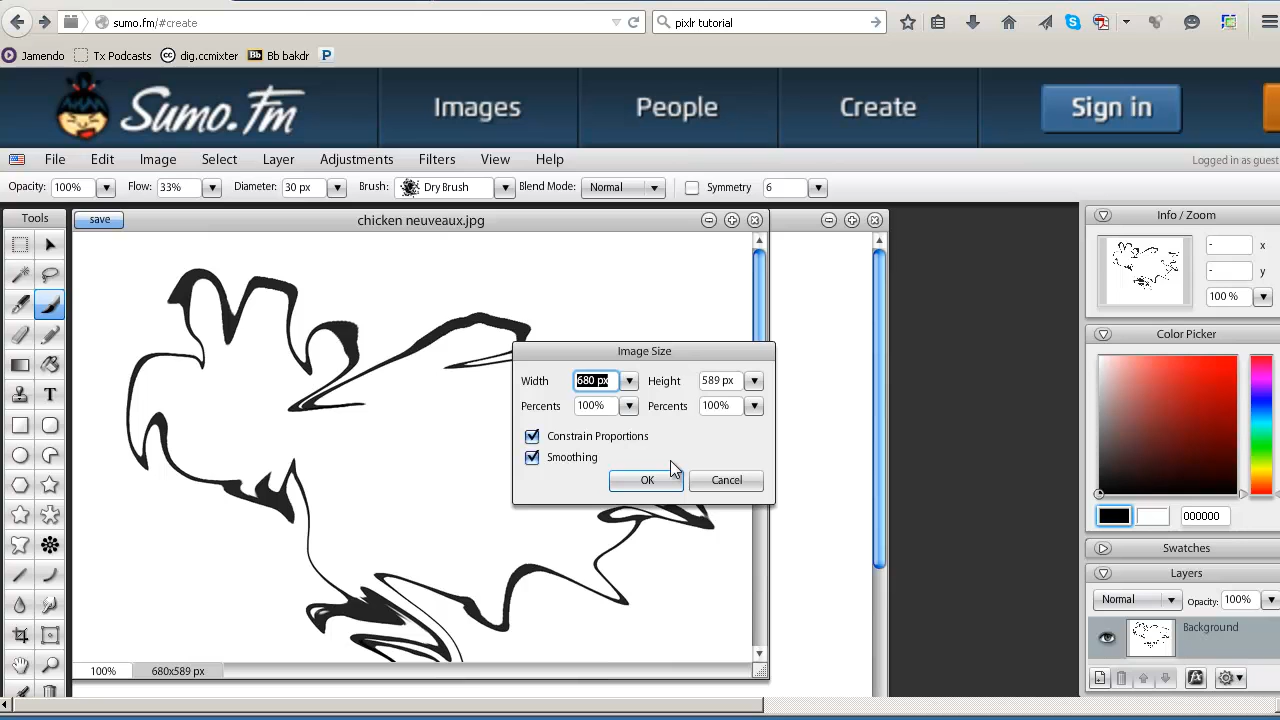 sumo.fm/#create
pixlr tutorial
Jamendo Tx Podcasts cc dig.ccmixter Bb Bb bakdr P
Sumo.Fm Images People Create Sign in
File Edit Image Select Layer Adjustments Filters View Help Logged in as guest
Opacity: 100% Flow: 33% Diameter: 30 px Brush: Dry Brush Blend Mode: Normal Symmetry 6
Tools
save chicken neuveaux.jpg
Info / Zoom
- x
- y
100 %
Image Size
Width 680 px Height 589 px
Percents 100% Percents 100%
Constrain Proportions
Smoothing
OK Cancel
T
Color Picker
000000
Swatches
Layers
Normal Opacity: 100%
Background
100% 680x589 px